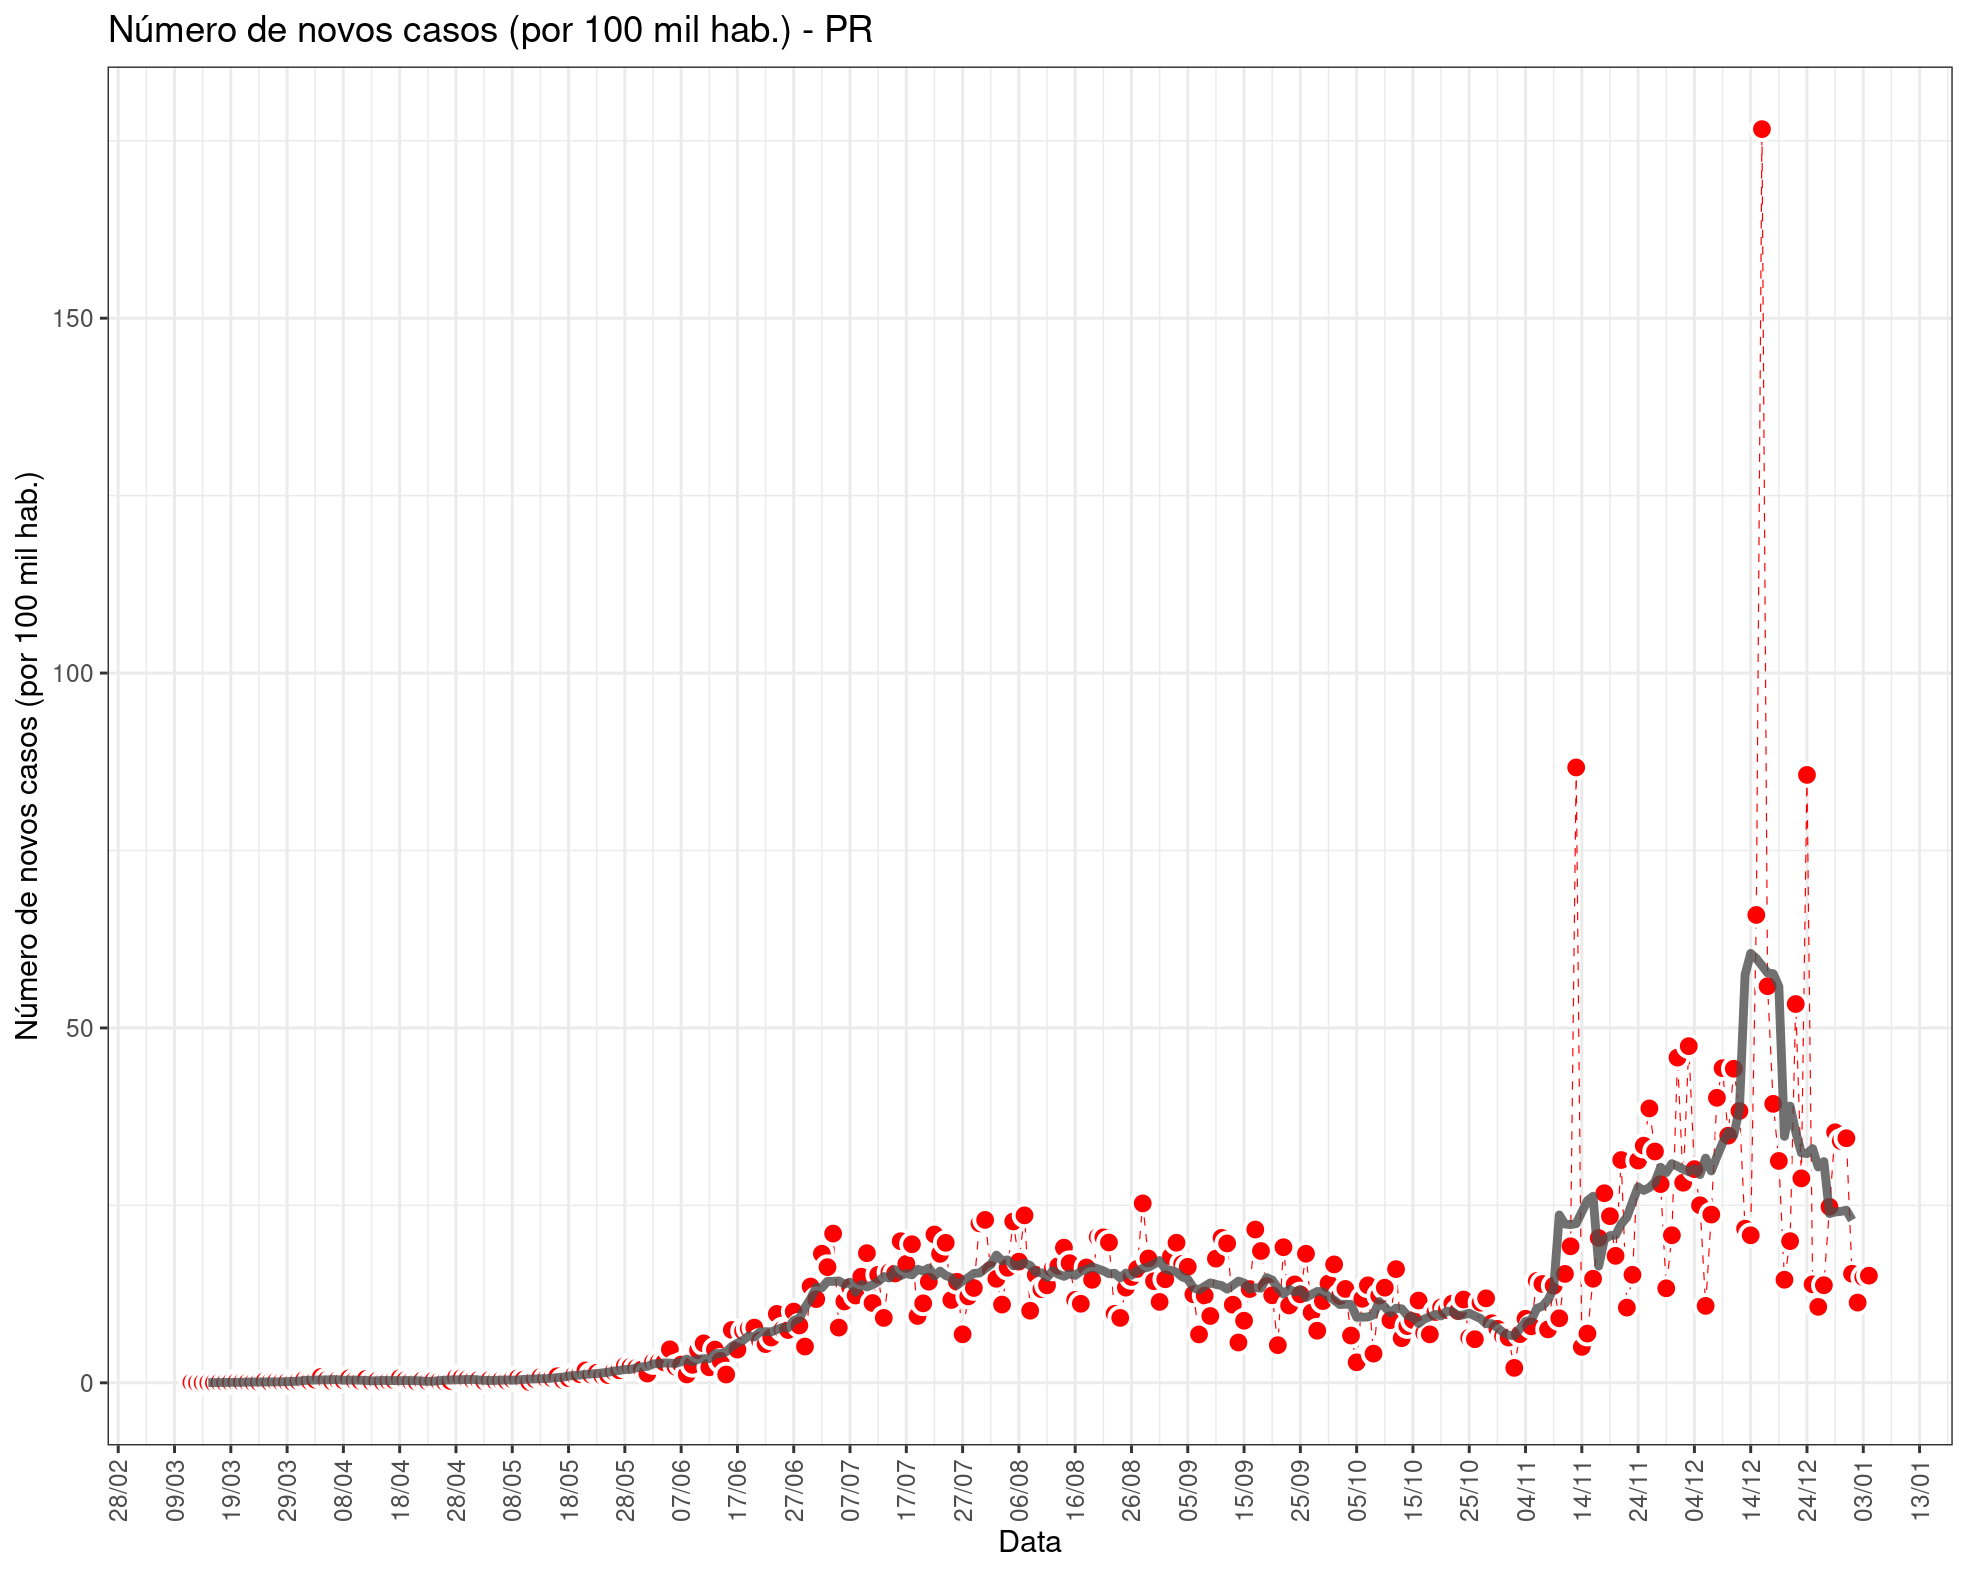 Número de novos casos (por 100 mil hab.) - PR
Número de novos casos (por 100 mil hab.)
150
100
50
0
28/02 09/03 19/03 29/03 08/04 18/04 28/04 08/05 18/05 28/05 07/06 17/06 27/06 07/07 17/07 27/07 06/08 16/08 26/08 05/09 15/09 25/09 05/10 15/10 25/10 04/11 14/11 24/11 04/12 14/12 24/12 03/01 13/01
Data